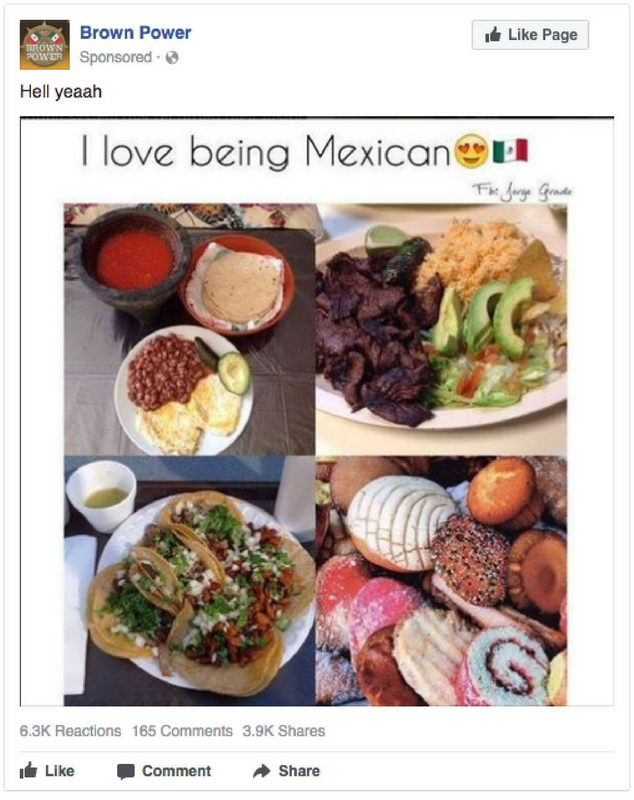 Brown Power
Sponsored ·
BROWN
POWER
Like Page
Hell yeaah
I love being Mexican😍🇲🇽
Fb: Jorge Grado
6.3K Reactions 165 Comments 3.9K Shares
Like Comment Share